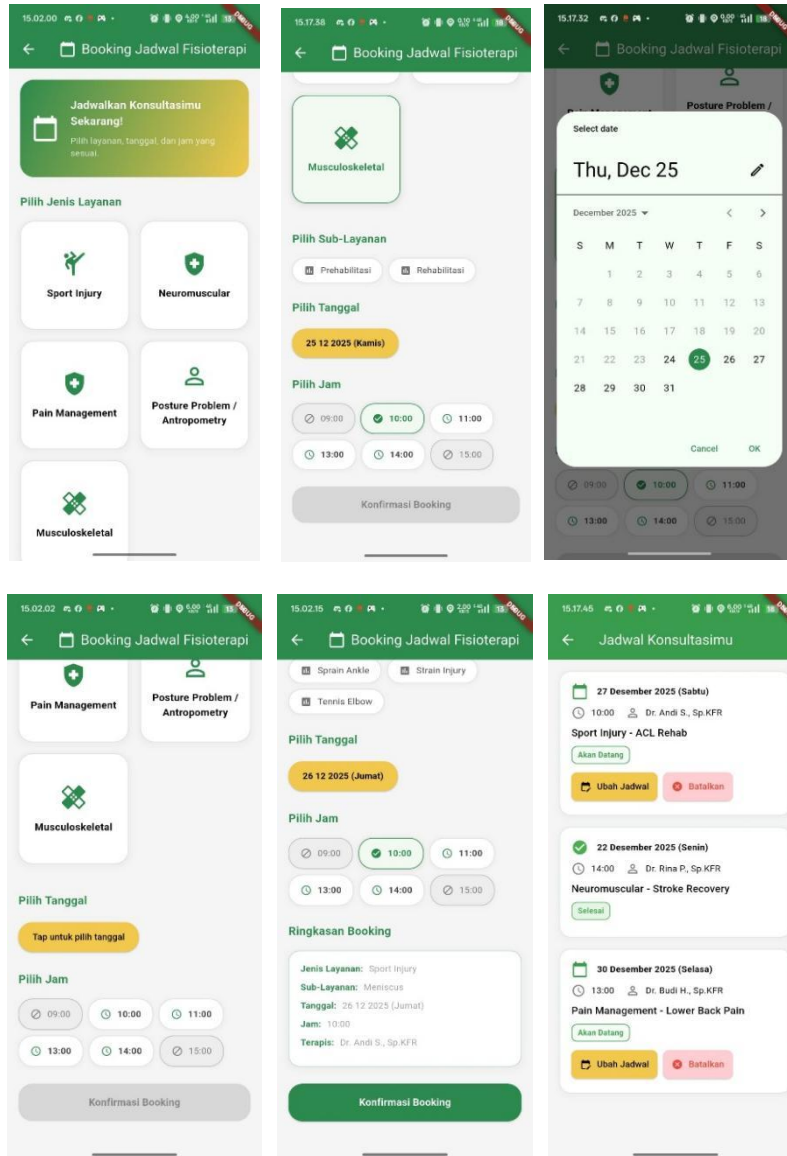 15.02.00
Booking Jadwal Fisioterapi
Jadwalkan Konsultasimu
Sekarang!
Pilih layanan, tanggal, dan jam yang
sesuai.
Pilih Jenis Layanan
Sport Injury
Neuromuscular
Pain Management
Posture Problem /
Antropometry
Musculoskeletal
15.17.38
Booking Jadwal Fisioterapi
Musculoskeletal
Pilih Sub-Layanan
Prehabilitasi
Rehabilitasi
Pilih Tanggal
25 12 2025 (Kamis)
Pilih Jam
09:00
10:00
11:00
13:00
14:00
15:00
Konfirmasi Booking
15.17.32
Booking Jadwal Fisioterapi
Posture Problem /
Select date
Thu, Dec 25
December 2025
S M T W T F S
1 2 3 4 5 6
7 8 9 10 11 12 13
14 15 16 17 18 19 20
21 22 23 24 25 26 27
28 29 30 31
Cancel OK
09:00
10:00
11:00
13:00
14:00
15:00
15.02.02
Booking Jadwal Fisioterapi
Pain Management
Posture Problem /
Antropometry
Musculoskeletal
Pilih Tanggal
Tap untuk pilih tanggal
Pilih Jam
09:00
10:00
11:00
13:00
14:00
15:00
Konfirmasi Booking
15.02.15
Booking Jadwal Fisioterapi
Sprain Ankle
Strain Injury
Tennis Elbow
Pilih Tanggal
26 12 2025 (Jumat)
Pilih Jam
09:00
10:00
11:00
13:00
14:00
15:00
Ringkasan Booking
Jenis Layanan: Sport Injury
Sub-Layanan: Meniscus
Tanggal: 26 12 2025 (Jumat)
Jam: 10:00
Terapis: Dr. Andi S., Sp.KFR
Konfirmasi Booking
15.17.45
Jadwal Konsultasimu
27 Desember 2025 (Sabtu)
10:00 Dr. Andi S., Sp.KFR
Sport Injury - ACL Rehab
Akan Datang
Ubah Jadwal
Batalkan
22 Desember 2025 (Senin)
14:00 Dr. Rina P., Sp.KFR
Neuromuscular - Stroke Recovery
Selesai
30 Desember 2025 (Selasa)
13:00 Dr. Budi H., Sp.KFR
Pain Management - Lower Back Pain
Akan Datang
Ubah Jadwal
Batalkan